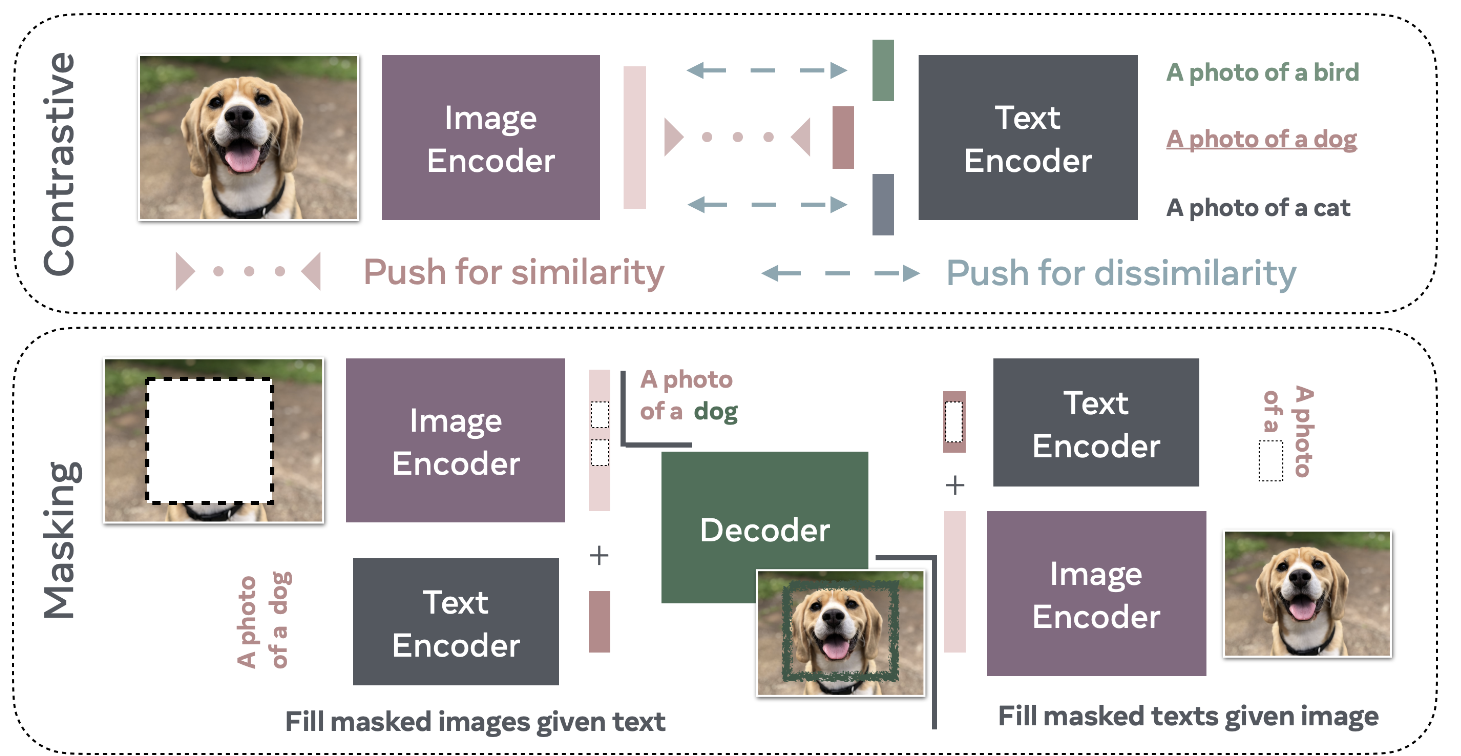 Contrastive
Image
Encoder
Text
Encoder
A photo of a bird
A photo of a dog
A photo of a cat
Push for similarity
Push for dissimilarity
Masking
Image
Encoder
A photo
of a dog
Text
Encoder
A photo
of a
+
+
Decoder
A photo
of a dog
Text
Encoder
Image
Encoder
Fill masked images given text
Fill masked texts given image